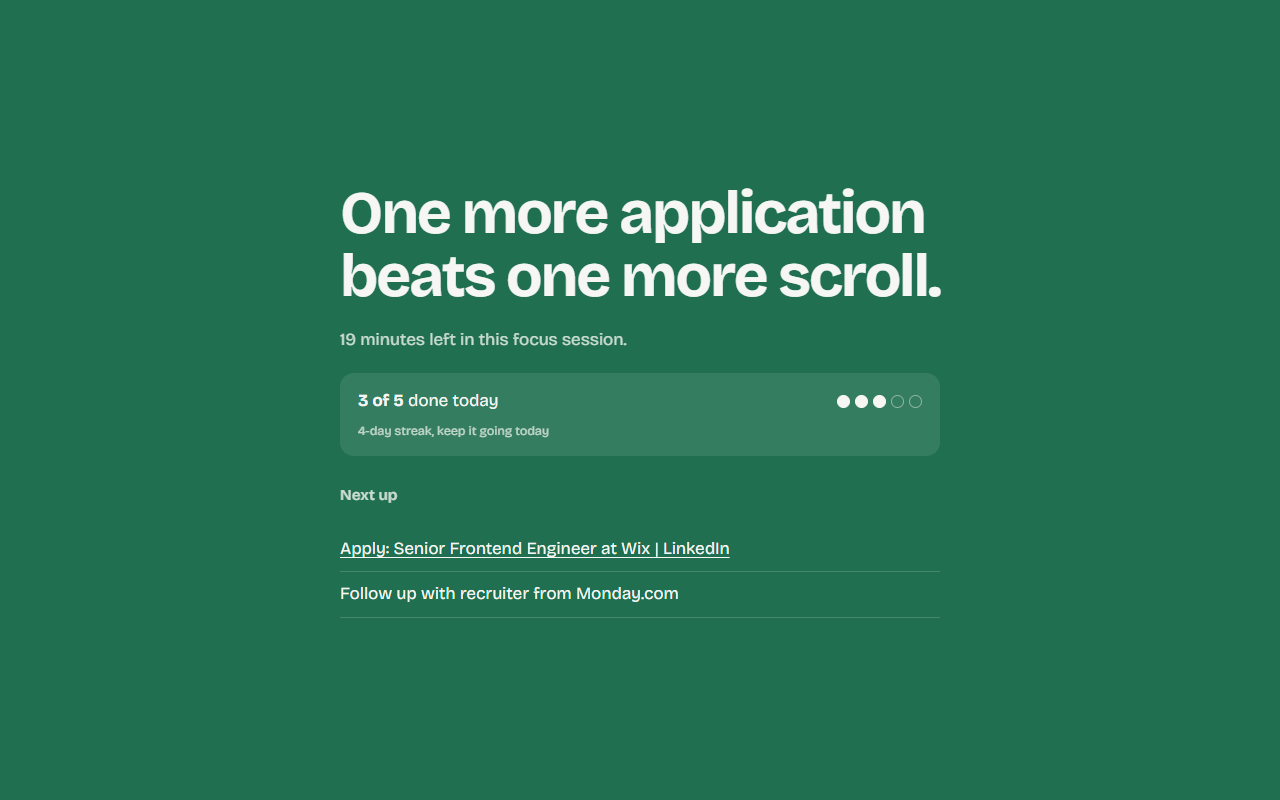 One more application
beats one more scroll.
19 minutes left in this focus session.
3 of 5 done today
4-day streak, keep it going today
Next up
Apply: Senior Frontend Engineer at Wix | LinkedIn
Follow up with recruiter from Monday.com